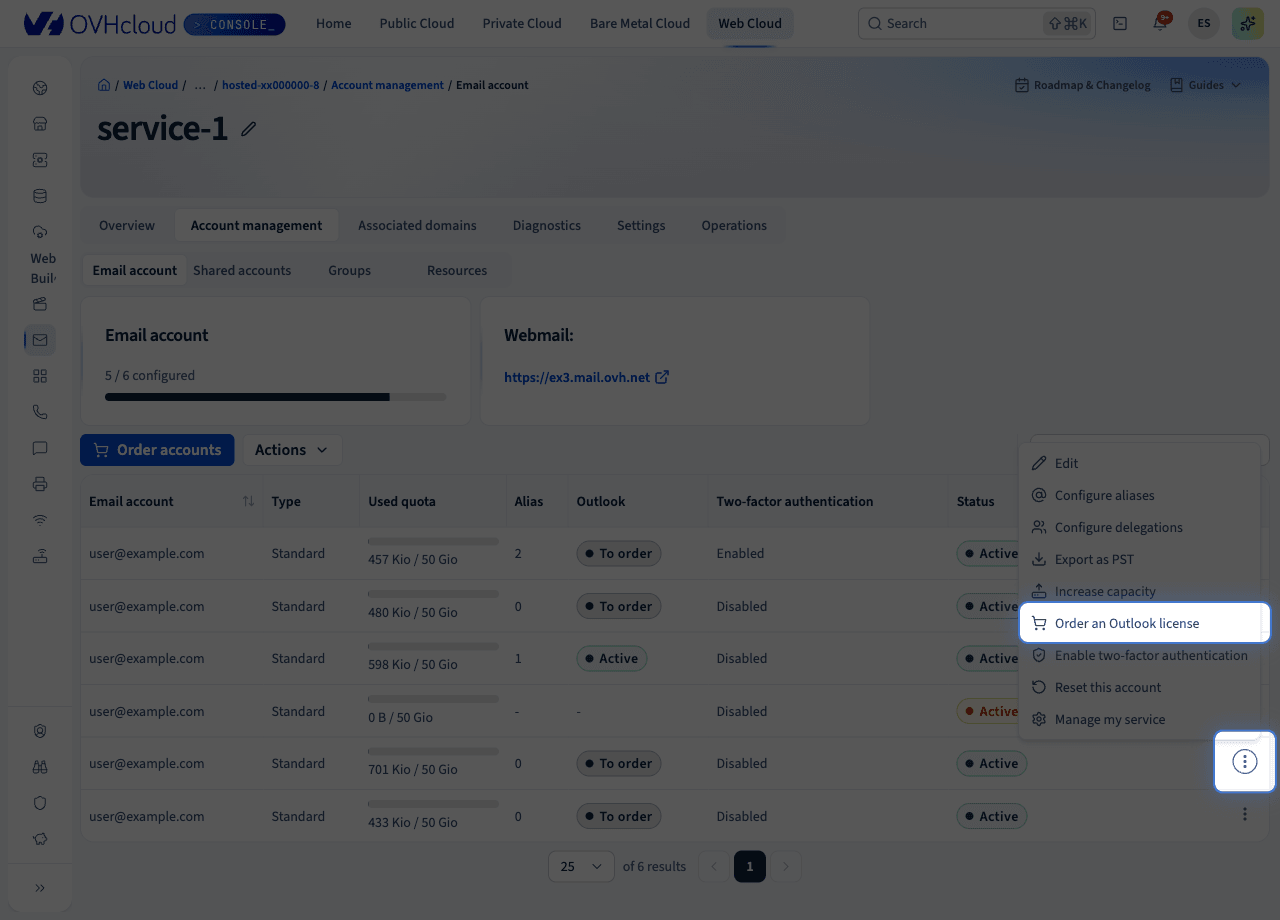 OVHcloud >CONSOLE_ Home Public Cloud Private Cloud Bare Metal Cloud Web Cloud Search ⇧⌘K 9+ ES
/ Web Cloud / ... / hosted-xx000000-8 / Account management / Email account Roadmap & Changelog Guides
service-1
Overview Account management Associated domains Diagnostics Settings Operations
Web
Email account Shared accounts Groups Resources
Buil
Email account Webmail:
5 / 6 configured https://ex3.mail.ovh.net
Order accounts Actions
Edit
Email account Type Used quota Alias Outlook Two-factor authentication Status
Configure aliases
Configure delegations
user@example.com Standard 457 Kio / 50 Gio 2 To order Enabled Active
Export as PST
Increase capacity
user@example.com Standard 480 Kio / 50 Gio 0 To order Disabled Active
Order an Outlook license
user@example.com Standard 598 Kio / 50 Gio 1 Active Disabled Active
Enable two-factor authentication
Reset this account
user@example.com Standard 0 B / 50 Gio - - Disabled Active
Manage my service
user@example.com Standard 701 Kio / 50 Gio 0 To order Disabled Active
user@example.com Standard 433 Kio / 50 Gio 0 To order Disabled Active
25 of 6 results 1